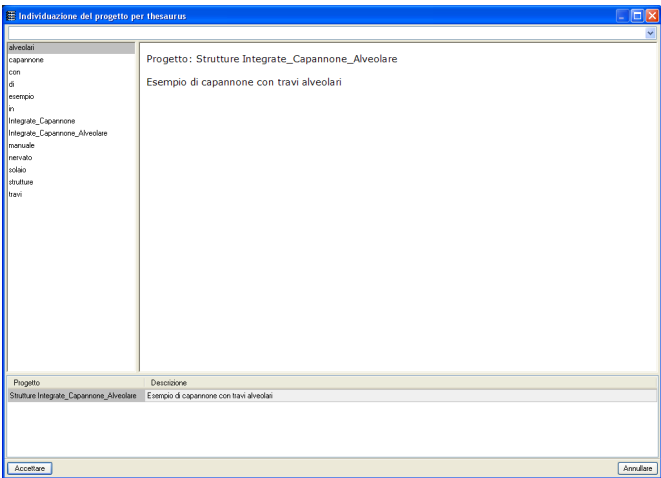 Individuazione del progetto per thesaurus
alveolari
capannone
con
di
esempio
in
Integrate_Capannone
Integrate_Capannone_Alveolare
manuale
nervato
solaio
strutture
travi
Progetto: Strutture Integrate_Capannone_Alveolare
Esempio di capannone con travi alveolari
Progetto Descrizione
Strutture Integrate_Capannone_Alveolare Esempio di capannone con travi alveolari
Accettare Annullare